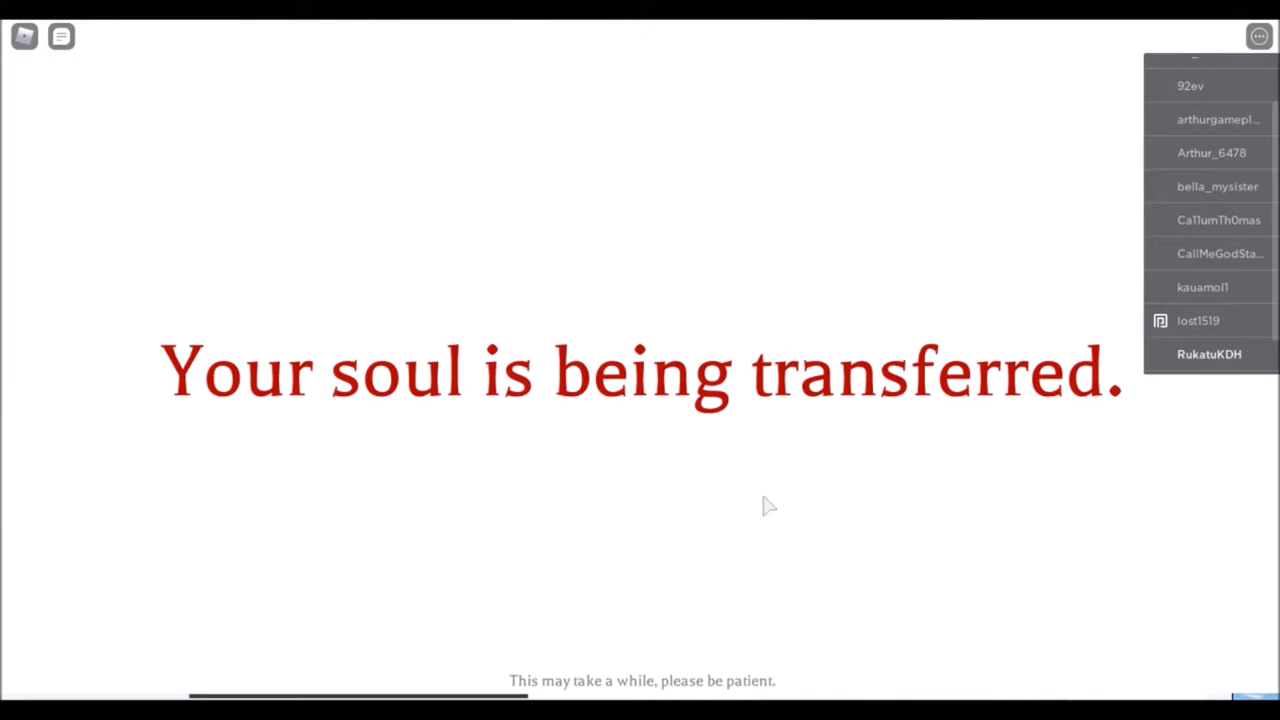 92ev
arthurgamepl...
Arthur_6478
bella_mysister
Ca11umTh0mas
CallMeGodSta...
kauamol1
lost1519
RukatuKDH
Your soul is being transferred.
This may take a while, please be patient.